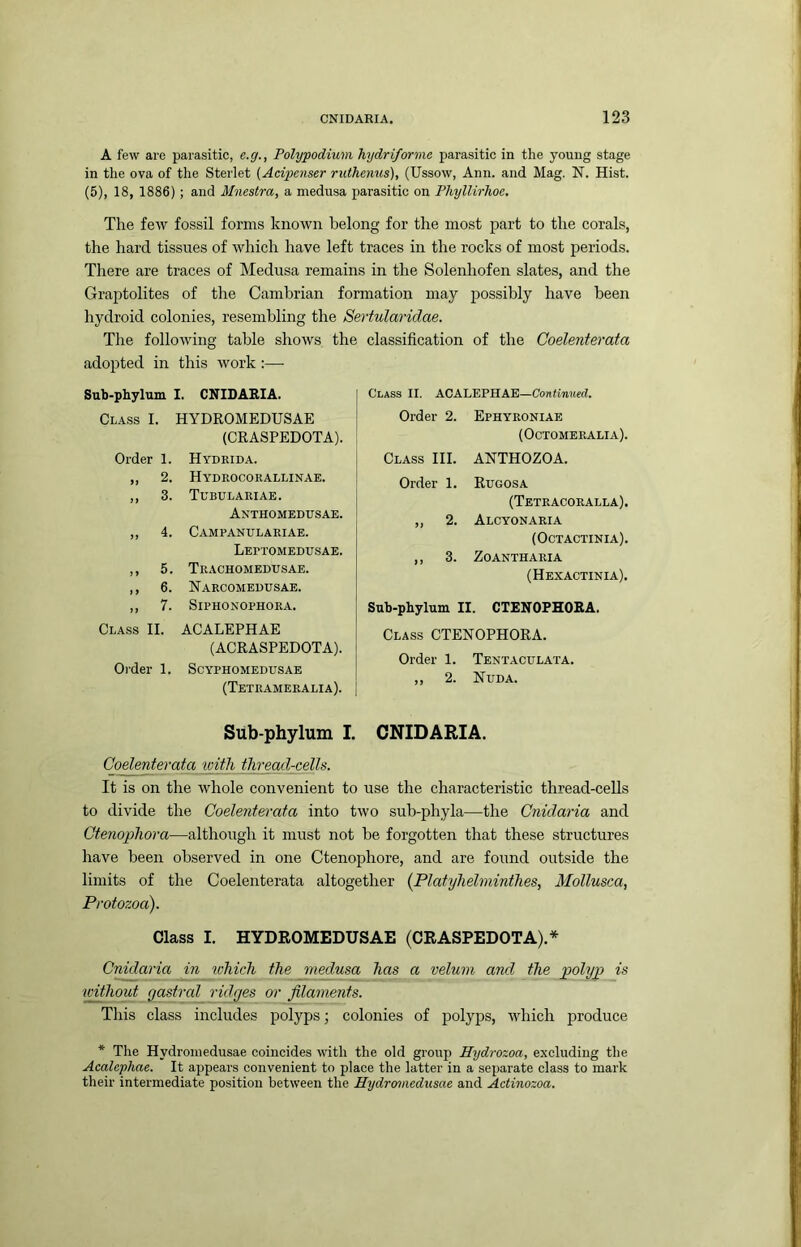 CNIDARIA. 123
A few are parasitic, e.g., Polypodium hydriforme parasitic in the young stage
in the ova of the Sterlet (Acipenser ruthenus), (Ussow, Ann. and Mag. N. Hist.
(5), 18, 1886) ; and Mnestra, a medusa parasitic on Phyllirhoe.
The few fossil forms known belong for the most part to the corals,
the hard tissues of which have left traces in the rocks of most periods.
There are traces of Medusa remains in the Solenhofen slates, and the
Graptolites of the Cambrian formation may possibly have been
hydroid colonies, resembling the Sertularidae.
The following table shows the classification of the Coelenterata
adopted in this work :—
Sub-phylum I. CNIDARIA.
Class I. HYDROMEDUSAE
(CRASPEDOTA).
Order 1. Hydrida.
,, 2. Hydrocorallinae.
,, 3. Tubulariae.
Anthomedusae.
,, 4. Campanulariae.
Leptomedusae.
,, 5. Trachomedusae.
,, 6. Narcomedusae.
,, 7. Siphonophora.
Class II. ACALEPHAE
(ACRASPEDOTA).
Order 1. Scyphomedusae
(Tetrameralia).
Class II. ACALEPHAE—Continued.
Order 2. Ephyroniae
(Octomeralia).
Class III. ANTHOZOA.
Order 1. Rugosa
(Tetracoralla).
,, 2. Alcyonaria
(Octactinia).
,, 3. Zoantharia
(Hexactinia).
Sub-phylum II. CTENOPHORA.
Class CTENOPHORA.
Order 1. Tentaculata.
,, 2. Nuda.
Sub-phylum I. CNIDARIA.
Coelenterata with thread-cells.
It is on the whole convenient to use the characteristic thread-cells
to divide the Coelenterata into two sub-phyla—the Cnidaria and
Ctenophora—although it must not be forgotten that these structures
have been observed in one Ctenophore, and are found outside the
limits of the Coelenterata altogether (Platyhelminthes, Mollusca,
Protozoa).
Class I. HYDROMEDUSAE (CRASPEDOTA).*
Cnidaria in which the medusa has a velum and the polyp is
without gastral ridges or filaments.
This class includes polyps; colonies of polyps, which produce
* The Hydromedusae coincides with the old group Hydrozoa, excluding the
Acalephae. It appears convenient to place the latter in a separate class to mark
their intermediate position between the Hydromedusae and Actinozoa.